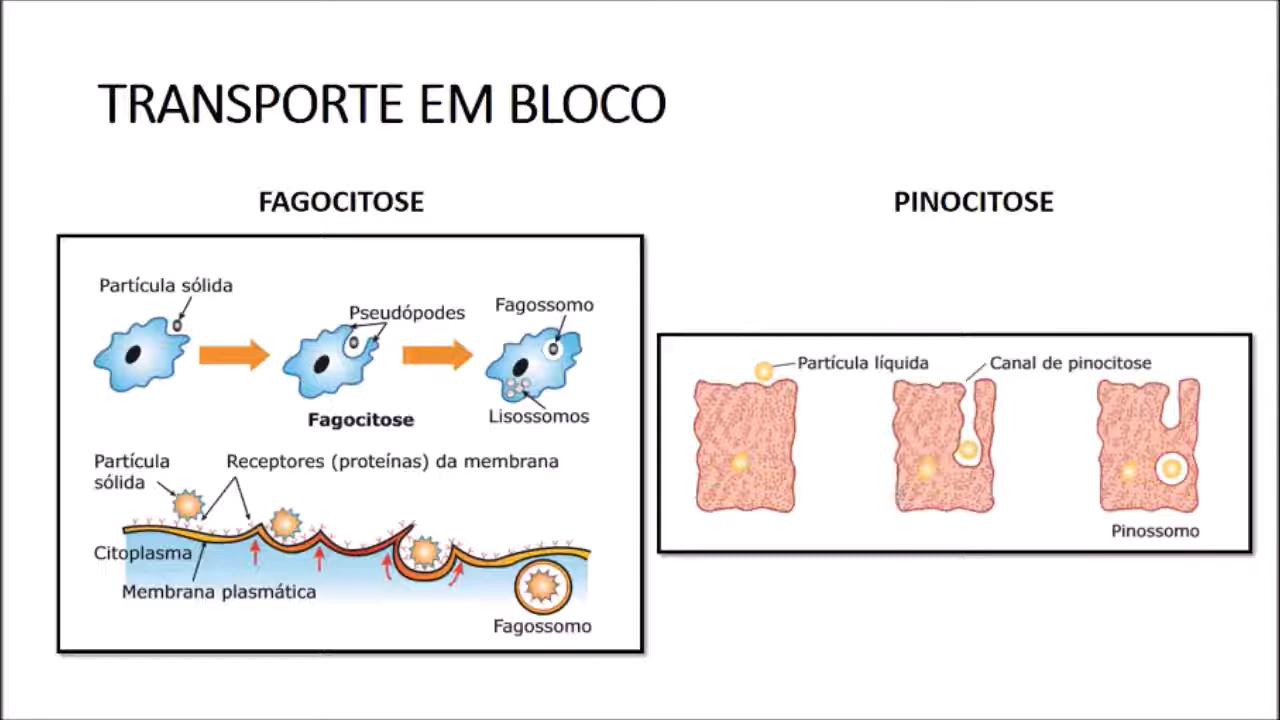 TRANSPORTE EM BLOCO
FAGOCITOSE
Partícula sólida
Pseudópodes
Fagossomo
Fagocitose
Lisossomos
Partícula
sólida
Receptores (proteínas) da membrana
Citoplasma
Membrana plasmática
Fagossomo
PINOCITOSE
Partícula líquida
Canal de pinocitose
Pinossomo